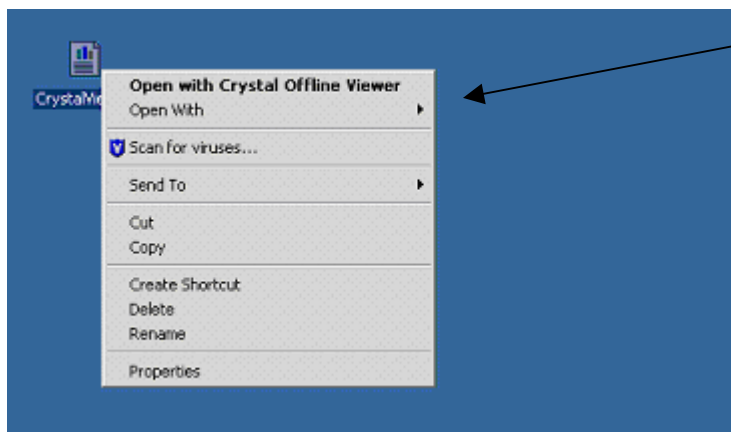 CrystaMe
Open with Crystal Offline Viewer
Open With
Scan for viruses...
Send To
Cut
Copy
Create Shortcut
Delete
Rename
Properties